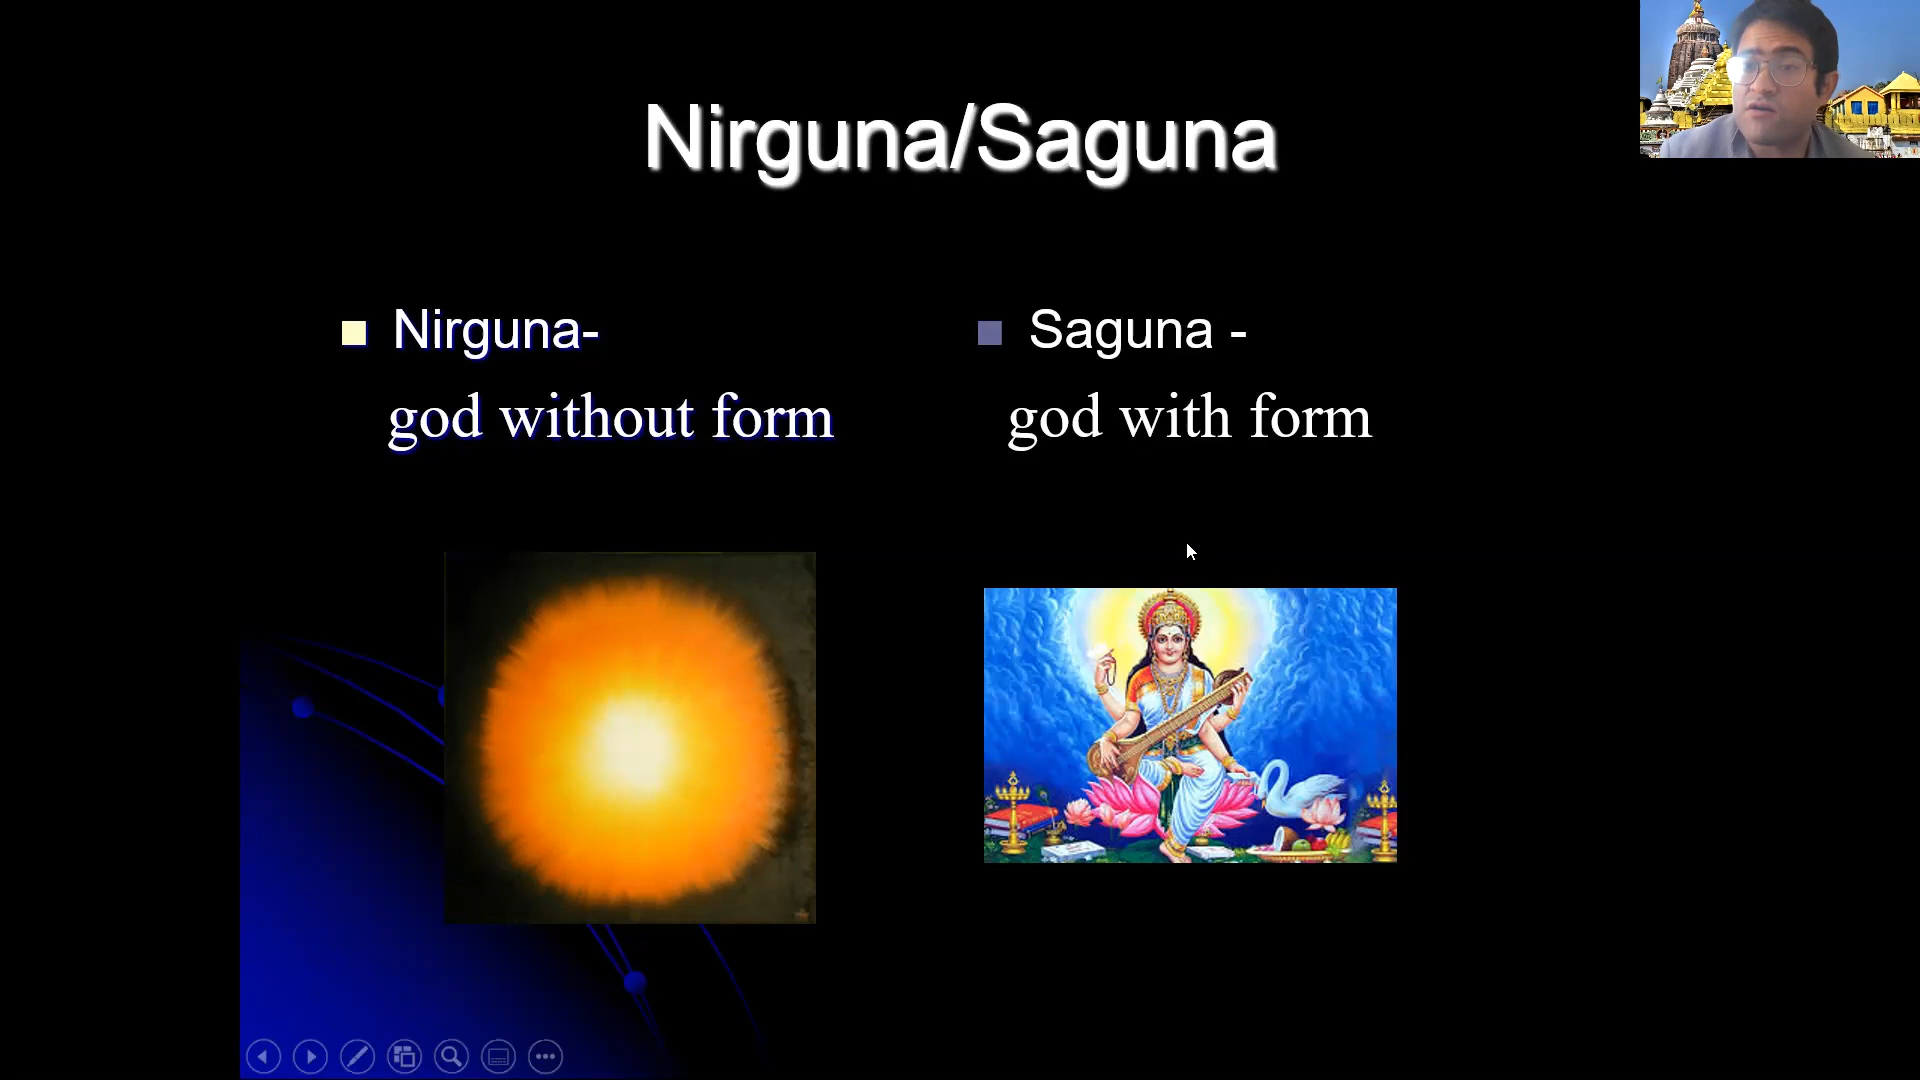 Nirguna/Saguna
Nirguna-
god without form
Saguna -
god with form